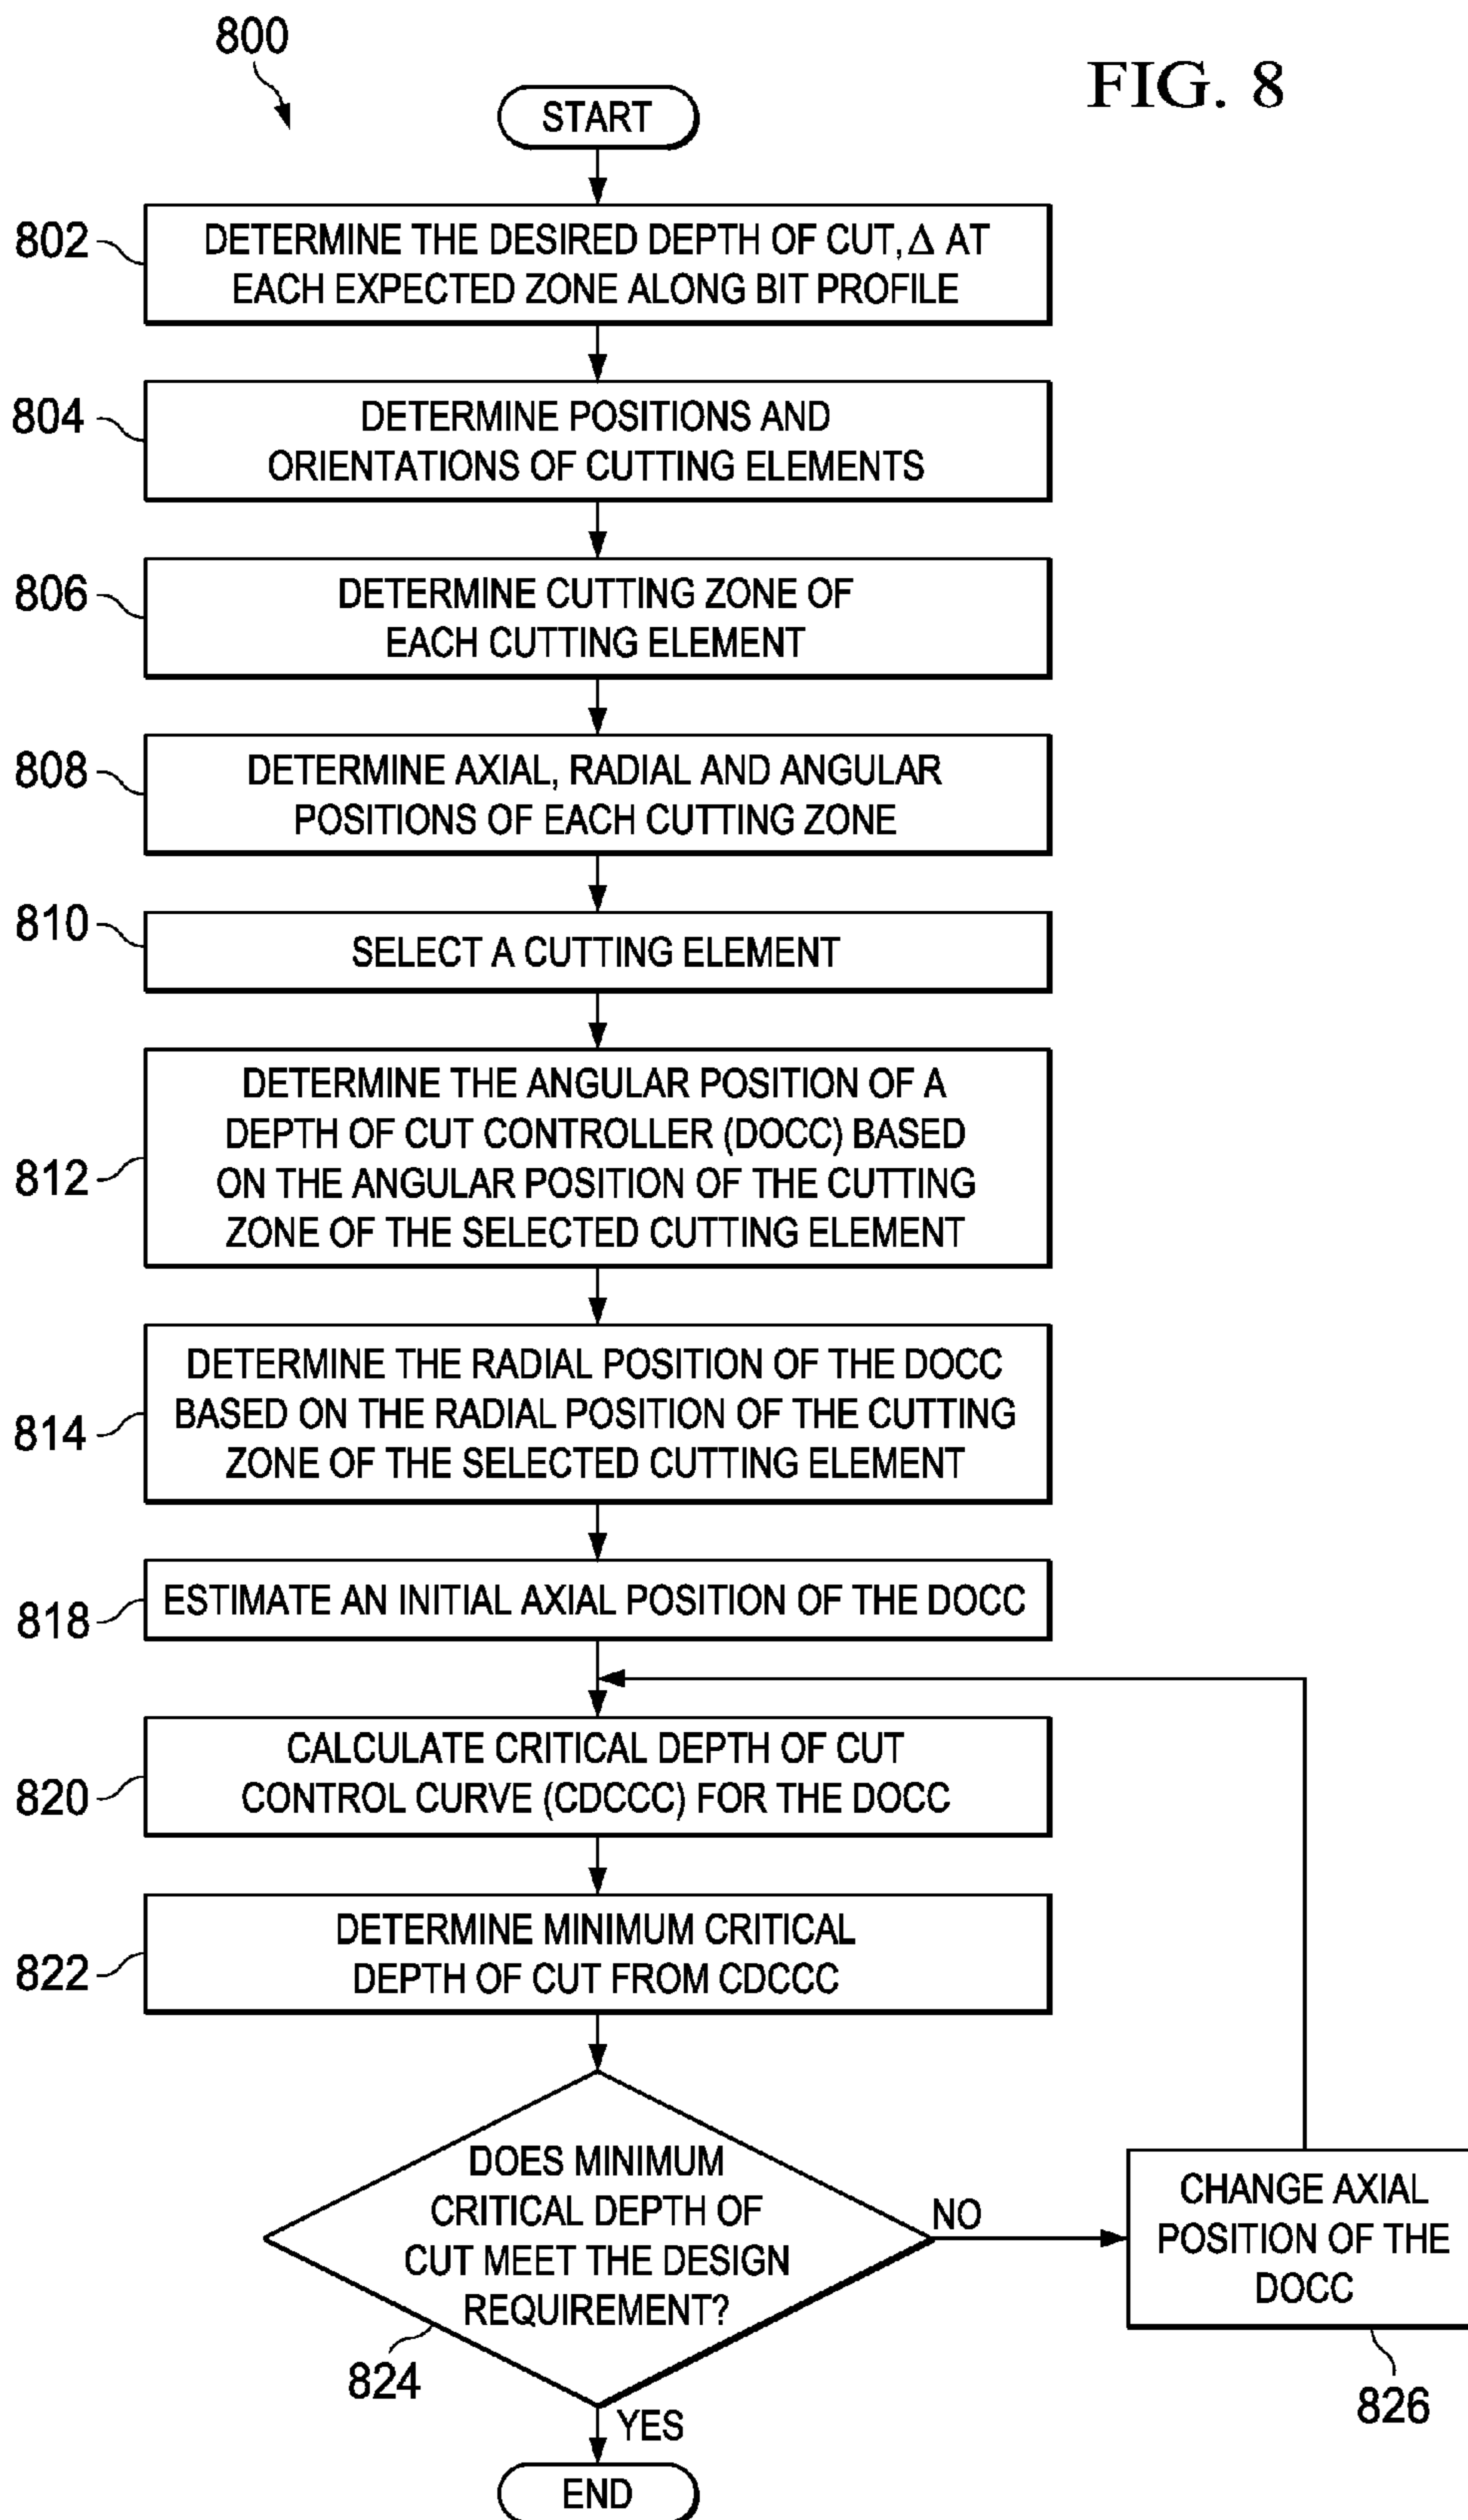 800
FIG. 8
START
802
DETERMINE THE DESIRED DEPTH OF CUT, Δ AT
EACH EXPECTED ZONE ALONG BIT PROFILE
804
DETERMINE POSITIONS AND
ORIENTATIONS OF CUTTING ELEMENTS
806
DETERMINE CUTTING ZONE OF
EACH CUTTING ELEMENT
808
DETERMINE AXIAL, RADIAL AND ANGULAR
POSITIONS OF EACH CUTTING ZONE
810
SELECT A CUTTING ELEMENT
812
DETERMINE THE ANGULAR POSITION OF A
DEPTH OF CUT CONTROLLER (DOCC) BASED
ON THE ANGULAR POSITION OF THE CUTTING
ZONE OF THE SELECTED CUTTING ELEMENT
814
DETERMINE THE RADIAL POSITION OF THE DOCC
BASED ON THE RADIAL POSITION OF THE CUTTING
ZONE OF THE SELECTED CUTTING ELEMENT
818
ESTIMATE AN INITIAL AXIAL POSITION OF THE DOCC
820
CALCULATE CRITICAL DEPTH OF CUT
CONTROL CURVE (CDCCC) FOR THE DOCC
822
DETERMINE MINIMUM CRITICAL
DEPTH OF CUT FROM CDCCC
DOES MINIMUM
CRITICAL DEPTH OF
CUT MEET THE DESIGN
REQUIREMENT?
824
NO
CHANGE AXIAL
POSITION OF THE
DOCC
826
YES
END